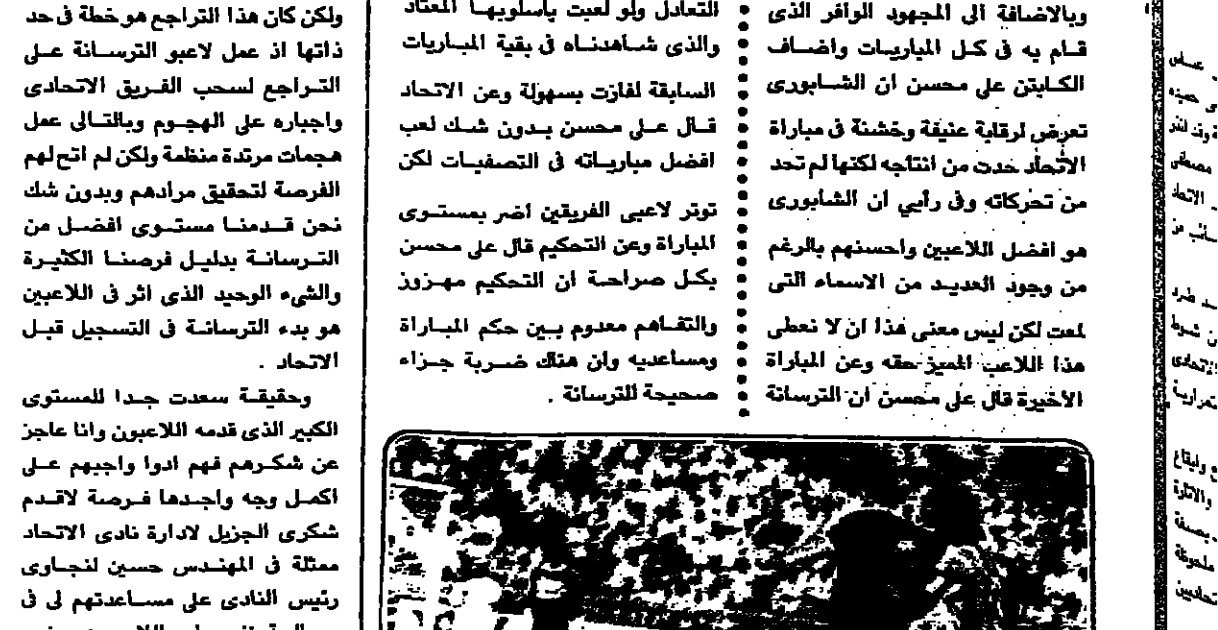 وبالاضافة الى المجهود الوافر الذى
قام به فى كل المباريات واضاف
الكابتن على محسن ان الشابورى
تعرض لرقابة عنيفة وخشنة فى مباراة
الاتحاد حدت من انتاجه لكنها لم تحد
من تحركاته وفى رأيي ان الشابورى
هو افضل اللاعبين واحسنهم بالرغم
من وجود العديد من الاسماء التى
لمعت لكن ليس معنى هذا ان لا نعطى
هذا اللاعب المميز حقه وعن المباراة
الأخيرة قال على محسن ان الترسانة
التعادل ولو لعبت بأسلوبها المعتاد
والذى شاهدناه فى بقية المباريات
السابقة لفازت بسهولة وعن الاتحاد
قال على محسن بدون شك لعب
افضل مبارياته فى التصفيات لكن
توتر لاعبى الفريقين اضر بمستوى
المباراة وعن التحكيم قال على محسن
بكل صراحة ان التحكيم مهزوز
والتفاهم معدوم بين حكم المباراة
ومساعديه وان هناك ضربة جزاء
صحيحة للترسانة .
ولكن كان هذا التراجع هو خطة فى حد
ذاتها اذ عمل لاعبو الترسانة على
التراجع لسحب الفريق الاتحادى
واجباره على الهجوم وبالتالى عمل
هجمات مرتدة منظمة ولكن لم اتح لهم
الفرصة لتحقيق مرادهم وبدون شك
نحن قدمنا مستوى افضل من
الترسانة بدليل فرصنا الكثيرة
والشيء الوحيد الذى اثر فى اللاعبين
هو بدء الترسانة فى التسجيل قبل
الاتحاد .
وحقيقة سعدت جدا للمستوى
الكبير الذى قدمه اللاعبون وانا عاجز
عن شكرهم فهم ادوا واجبهم على
اكمل وجه واجدها فرصة لاقدم
شكرى الجزيل لادارة نادى الاتحاد
ممثلة فى المهندس حسين لنجاوى
رئيس النادى على مساعدتهم لى فى